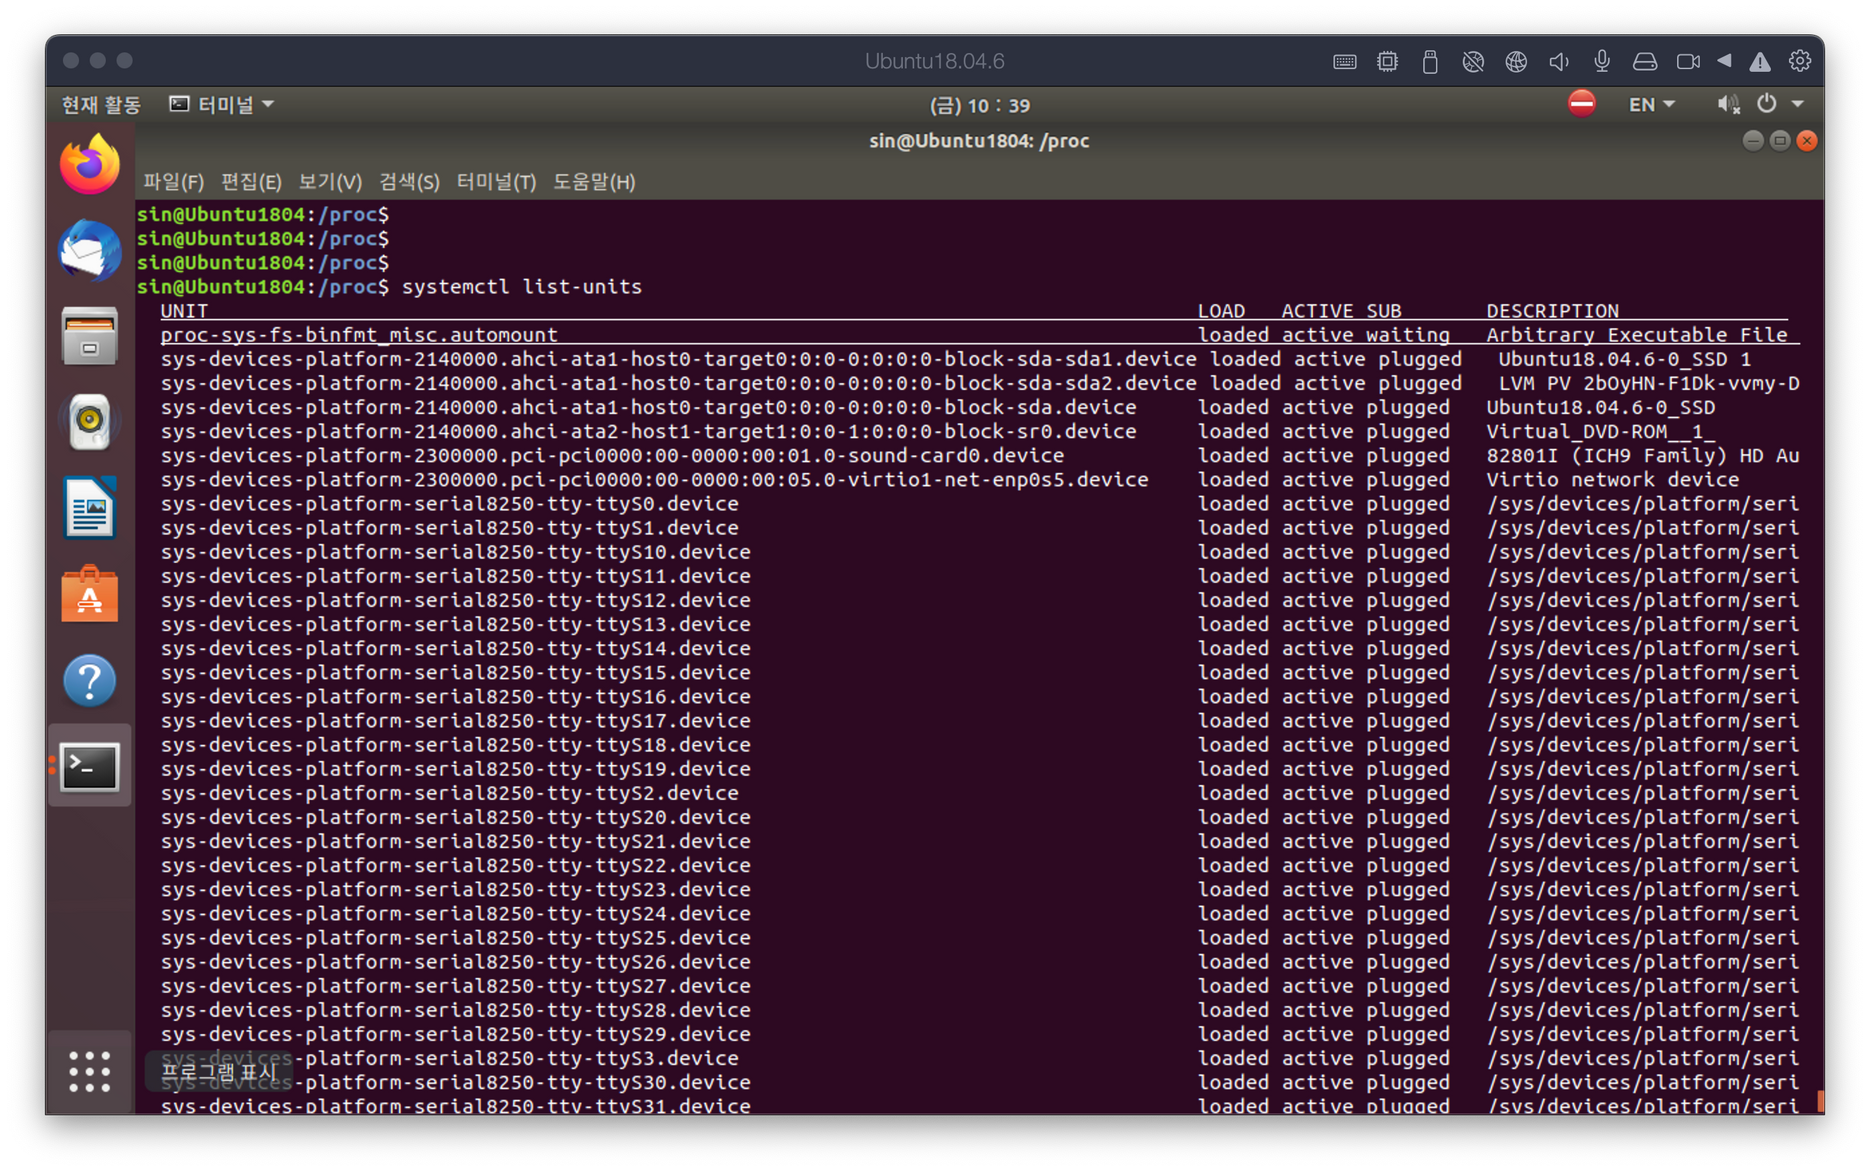 Ubuntu18.04.6
현재 활동 터미널 (금) 10 : 39 EN
sin@Ubuntu1804: /proc
파일(F) 편집(E) 보기(V) 검색(S) 터미널(T) 도움말(H)
sin@Ubuntu1804:/proc$
sin@Ubuntu1804:/proc$
sin@Ubuntu1804:/proc$
sin@Ubuntu1804:/proc$ systemctl list-units
UNIT LOAD ACTIVE SUB DESCRIPTION
proc-sys-fs-binfmt_misc.automount loaded active waiting Arbitrary Executable File
sys-devices-platform-2140000.ahci-ata1-host0-target0:0:0-0:0:0:0-block-sda-sda1.device loaded active plugged Ubuntu18.04.6-0_SSD 1
sys-devices-platform-2140000.ahci-ata1-host0-target0:0:0-0:0:0:0-block-sda-sda2.device loaded active plugged LVM PV 2bOyHN-F1Dk-vvmy-D
sys-devices-platform-2140000.ahci-ata1-host0-target0:0:0-0:0:0:0-block-sda.device loaded active plugged Ubuntu18.04.6-0_SSD
sys-devices-platform-2140000.ahci-ata2-host1-target1:0:0-1:0:0:0-block-sr0.device loaded active plugged Virtual_DVD-ROM__1_
sys-devices-platform-2300000.pci-pci0000:00-0000:00:01.0-sound-card0.device loaded active plugged 82801I (ICH9 Family) HD Au
sys-devices-platform-2300000.pci-pci0000:00-0000:00:05.0-virtio1-net-enp0s5.device loaded active plugged Virtio network device
sys-devices-platform-serial8250-tty-ttyS0.device loaded active plugged /sys/devices/platform/seri
sys-devices-platform-serial8250-tty-ttyS1.device loaded active plugged /sys/devices/platform/seri
sys-devices-platform-serial8250-tty-ttyS10.device loaded active plugged /sys/devices/platform/seri
sys-devices-platform-serial8250-tty-ttyS11.device loaded active plugged /sys/devices/platform/seri
sys-devices-platform-serial8250-tty-ttyS12.device loaded active plugged /sys/devices/platform/seri
sys-devices-platform-serial8250-tty-ttyS13.device loaded active plugged /sys/devices/platform/seri
sys-devices-platform-serial8250-tty-ttyS14.device loaded active plugged /sys/devices/platform/seri
sys-devices-platform-serial8250-tty-ttyS15.device loaded active plugged /sys/devices/platform/seri
sys-devices-platform-serial8250-tty-ttyS16.device loaded active plugged /sys/devices/platform/seri
sys-devices-platform-serial8250-tty-ttyS17.device loaded active plugged /sys/devices/platform/seri
sys-devices-platform-serial8250-tty-ttyS18.device loaded active plugged /sys/devices/platform/seri
sys-devices-platform-serial8250-tty-ttyS19.device loaded active plugged /sys/devices/platform/seri
sys-devices-platform-serial8250-tty-ttyS2.device loaded active plugged /sys/devices/platform/seri
sys-devices-platform-serial8250-tty-ttyS20.device loaded active plugged /sys/devices/platform/seri
sys-devices-platform-serial8250-tty-ttyS21.device loaded active plugged /sys/devices/platform/seri
sys-devices-platform-serial8250-tty-ttyS22.device loaded active plugged /sys/devices/platform/seri
sys-devices-platform-serial8250-tty-ttyS23.device loaded active plugged /sys/devices/platform/seri
sys-devices-platform-serial8250-tty-ttyS24.device loaded active plugged /sys/devices/platform/seri
sys-devices-platform-serial8250-tty-ttyS25.device loaded active plugged /sys/devices/platform/seri
sys-devices-platform-serial8250-tty-ttyS26.device loaded active plugged /sys/devices/platform/seri
sys-devices-platform-serial8250-tty-ttyS27.device loaded active plugged /sys/devices/platform/seri
sys-devices-platform-serial8250-tty-ttyS28.device loaded active plugged /sys/devices/platform/seri
sys-devices-platform-serial8250-tty-ttyS29.device loaded active plugged /sys/devices/platform/seri
sys-devices-platform-serial8250-tty-ttyS3.device loaded active plugged /sys/devices/platform/seri
프로그램 표시
sys-devices-platform-serial8250-tty-ttyS30.device loaded active plugged /sys/devices/platform/seri
sys-devices-platform-serial8250-tty-ttyS31.device loaded active plugged /sys/devices/platform/seri